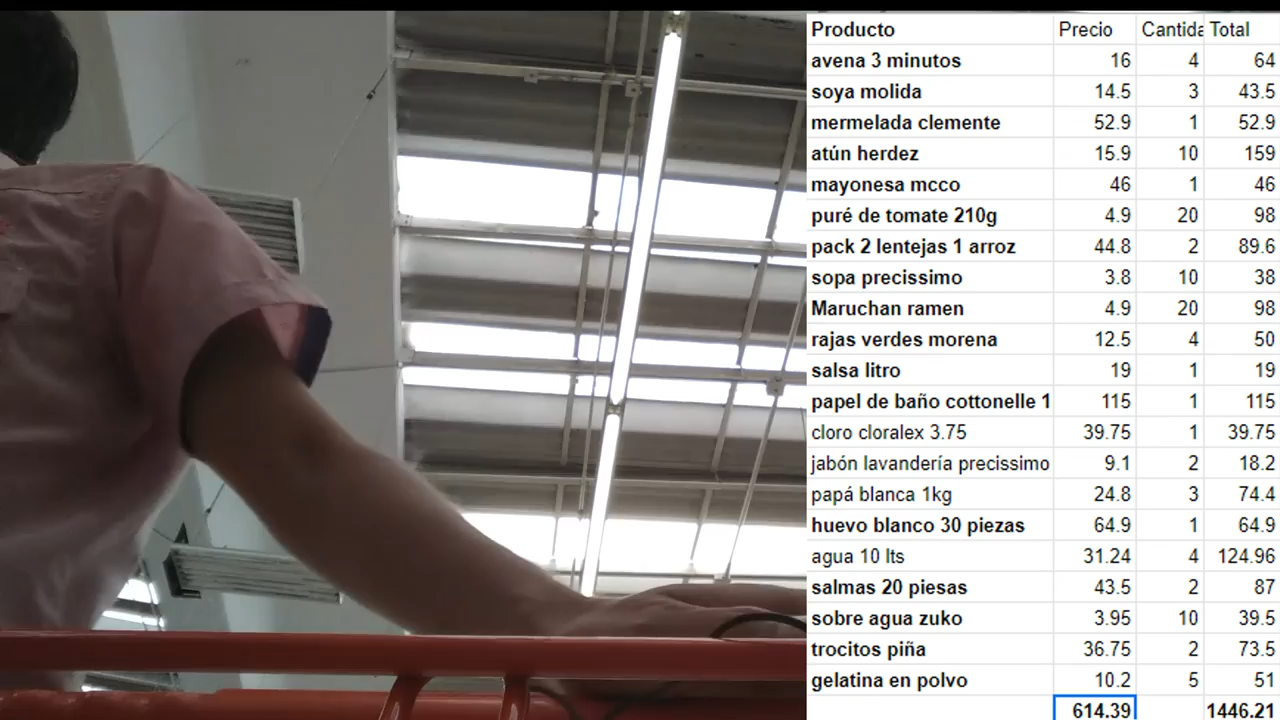 Producto Precio Cantida Total
avena 3 minutos 16 4 64
soya molida 14.5 3 43.5
mermelada clemente 52.9 1 52.9
atún herdez 15.9 10 159
mayonesa mcco 46 1 46
puré de tomate 210g 4.9 20 98
pack 2 lentejas 1 arroz 44.8 2 89.6
sopa precissimo 3.8 10 38
Maruchan ramen 4.9 20 98
rajas verdes morena 12.5 4 50
salsa litro 19 1 19
papel de baño cottonelle 1 115 1 115
cloro cloralex 3.75 39.75 1 39.75
jabón lavandería precissimo 9.1 2 18.2
papá blanca 1kg 24.8 3 74.4
huevo blanco 30 piezas 64.9 1 64.9
agua 10 lts 31.24 4 124.96
salmas 20 piesas 43.5 2 87
sobre agua zuko 3.95 10 39.5
trocitos piña 36.75 2 73.5
gelatina en polvo 10.2 5 51
614.39 1446.21